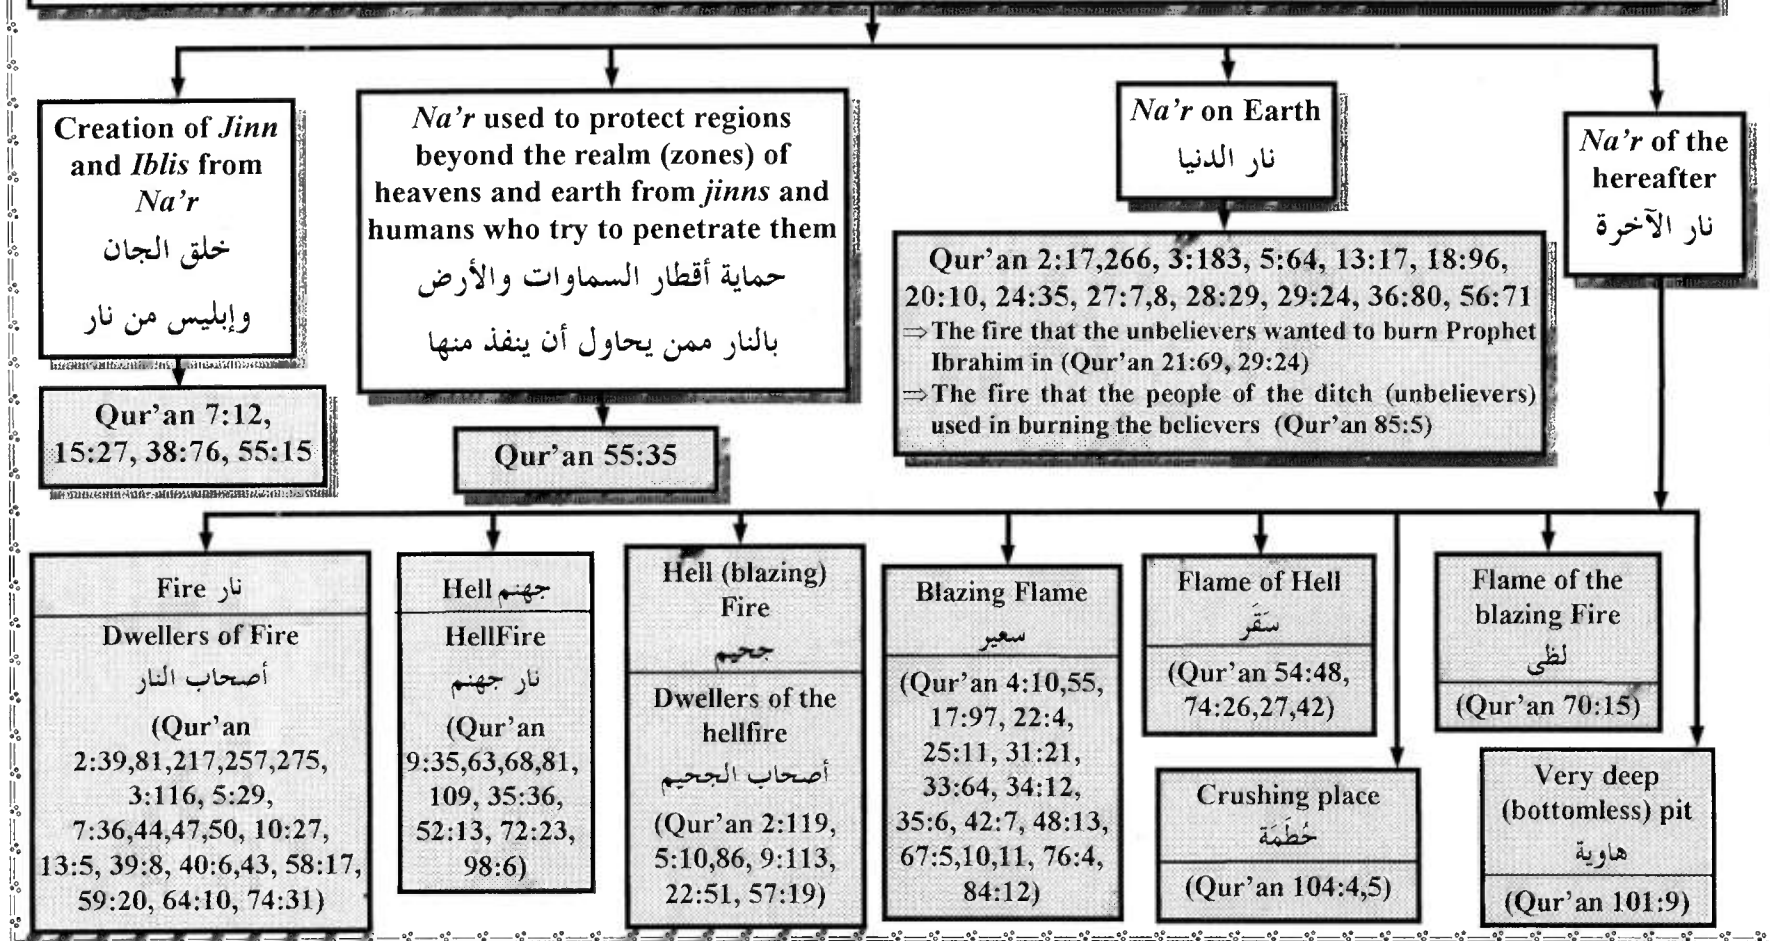 Creation of Jinn
and Iblis from
Na'r
خلق الجان
وإبليس من نار
Qur'an 7:12,
15:27, 38:76, 55:15
Na'r used to protect regions
beyond the realm (zones) of
heavens and earth from jinns and
humans who try to penetrate them
حماية أقطار السماوات والأرض
بالنار ممن يحاول أن ينفذ منها
Qur'an 55:35
Na'r on Earth
نار الدنيا
Qur'an 2:17,266, 3:183, 5:64, 13:17, 18:96,
20:10, 24:35, 27:7,8, 28:29, 29:24, 36:80, 56:71
⇒ The fire that the unbelievers wanted to burn Prophet
Ibrahim in (Qur'an 21:69, 29:24)
⇒ The fire that the people of the ditch (unbelievers)
used in burning the believers (Qur'an 85:5)
Na'r of the
hereafter
نار الآخرة
Fire نار
Dwellers of Fire
أصحاب النار
(Qur'an
2:39,81,217,257,275,
3:116, 5:29,
7:36,44,47,50, 10:27,
13:5, 39:8, 40:6,43, 58:17,
59:20, 64:10, 74:31)
Hell جهنم
HellFire
نار جهنم
(Qur'an
9:35,63,68,81,
109, 35:36,
52:13, 72:23,
98:6)
Hell (blazing)
Fire
جحيم
Dwellers of the
hellfire
أصحاب الجحيم
(Qur'an 2:119,
5:10,86, 9:113,
22:51, 57:19)
Blazing Flame
سعير
(Qur'an 4:10,55,
17:97, 22:4,
25:11, 31:21,
33:64, 34:12,
35:6, 42:7, 48:13,
67:5,10,11, 76:4,
84:12)
Flame of Hell
سَقَرَ
(Qur'an 54:48,
74:26,27,42)
Crushing place
حُطَمَة
(Qur'an 104:4,5)
Flame of the
blazing Fire
لظى
(Qur'an 70:15)
Very deep
(bottomless) pit
هاوية
(Qur'an 101:9)